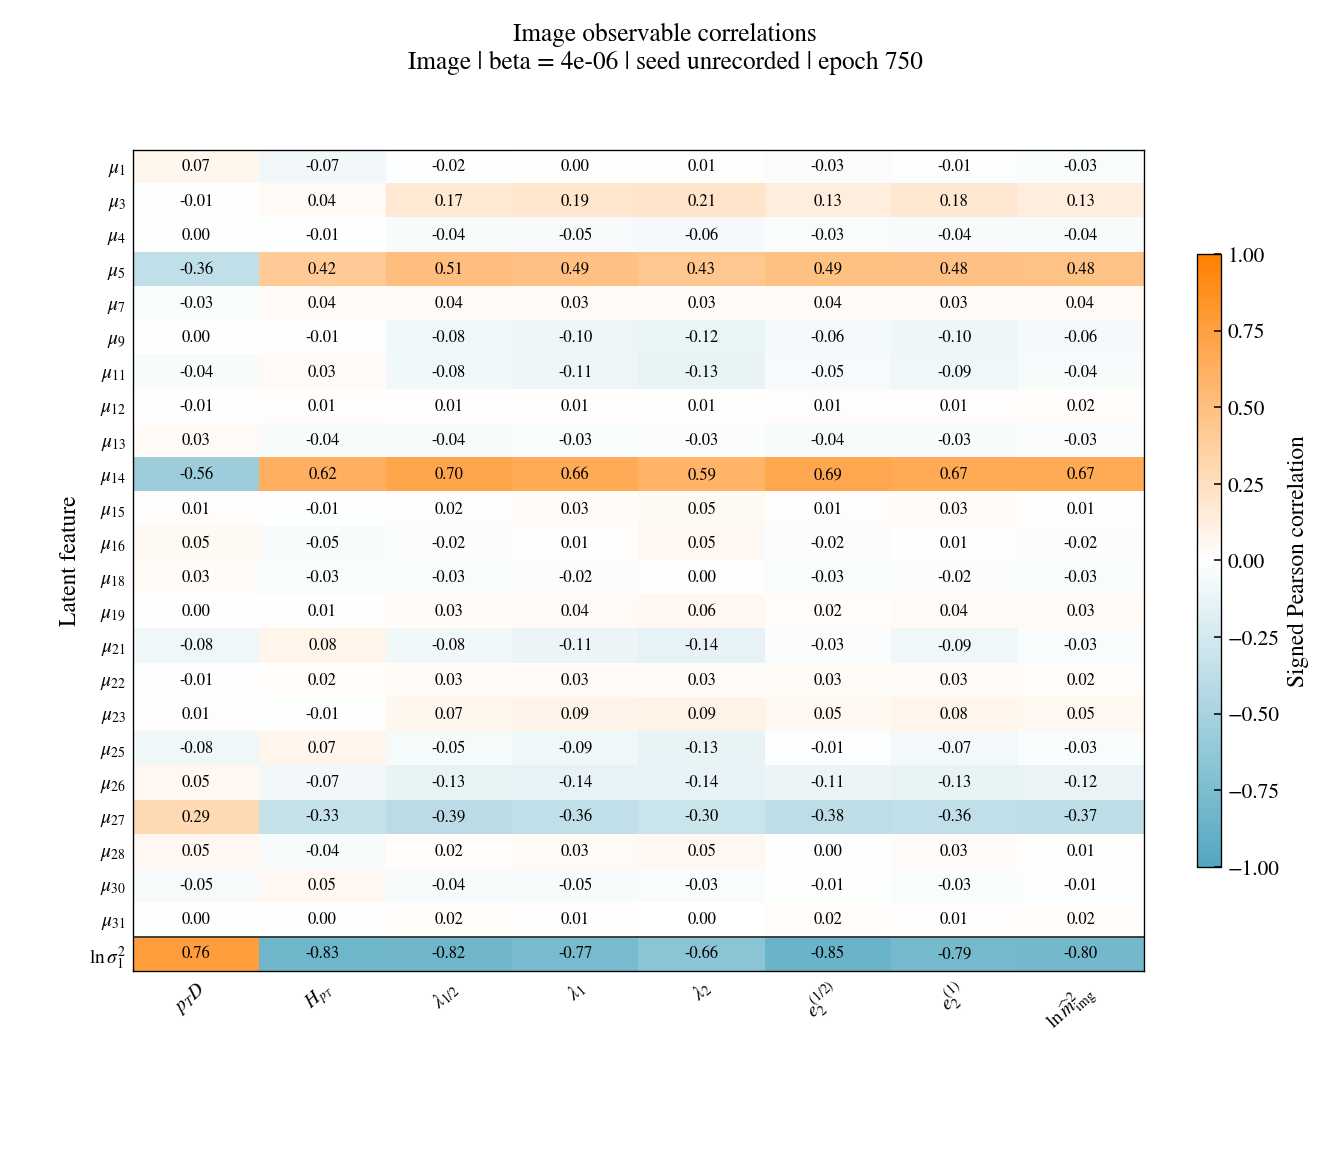 Image observable correlations
Image | beta = 4e-06 | seed unrecorded | epoch 750
Latent feature
μ1 0.07 -0.07 -0.02 0.00 0.01 -0.03 -0.01 -0.03
μ3 -0.01 0.04 0.17 0.19 0.21 0.13 0.18 0.13
μ4 0.00 -0.01 -0.04 -0.05 -0.06 -0.03 -0.04 -0.04
μ5 -0.36 0.42 0.51 0.49 0.43 0.49 0.48 0.48
μ7 -0.03 0.04 0.04 0.03 0.03 0.04 0.03 0.04
μ9 0.00 -0.01 -0.08 -0.10 -0.12 -0.06 -0.10 -0.06
μ11 -0.04 0.03 -0.08 -0.11 -0.13 -0.05 -0.09 -0.04
μ12 -0.01 0.01 0.01 0.01 0.01 0.01 0.01 0.02
μ13 0.03 -0.04 -0.04 -0.03 -0.03 -0.04 -0.03 -0.03
μ14 -0.56 0.62 0.70 0.66 0.59 0.69 0.67 0.67
μ15 0.01 -0.01 0.02 0.03 0.05 0.01 0.03 0.01
μ16 0.05 -0.05 -0.02 0.01 0.05 -0.02 0.01 -0.02
μ18 0.03 -0.03 -0.03 -0.02 0.00 -0.03 -0.02 -0.03
μ19 0.00 0.01 0.03 0.04 0.06 0.02 0.04 0.03
μ21 -0.08 0.08 -0.08 -0.11 -0.14 -0.03 -0.09 -0.03
μ22 -0.01 0.02 0.03 0.03 0.03 0.03 0.03 0.02
μ23 0.01 -0.01 0.07 0.09 0.09 0.05 0.08 0.05
μ25 -0.08 0.07 -0.05 -0.09 -0.13 -0.01 -0.07 -0.03
μ26 0.05 -0.07 -0.13 -0.14 -0.14 -0.11 -0.13 -0.12
μ27 0.29 -0.33 -0.39 -0.36 -0.30 -0.38 -0.36 -0.37
μ28 0.05 -0.04 0.02 0.03 0.05 0.00 0.03 0.01
μ30 -0.05 0.05 -0.04 -0.05 -0.03 -0.01 -0.03 -0.01
μ31 0.00 0.00 0.02 0.01 0.00 0.02 0.01 0.02
ln σ₁² 0.76 -0.83 -0.82 -0.77 -0.66 -0.85 -0.79 -0.80
pTD HpT λ1/2 λ1 λ2 e2(1/2) e2(1) ln m̂²img
1.00
0.75
0.50
0.25
0.00
−0.25
−0.50
−0.75
−1.00
Signed Pearson correlation